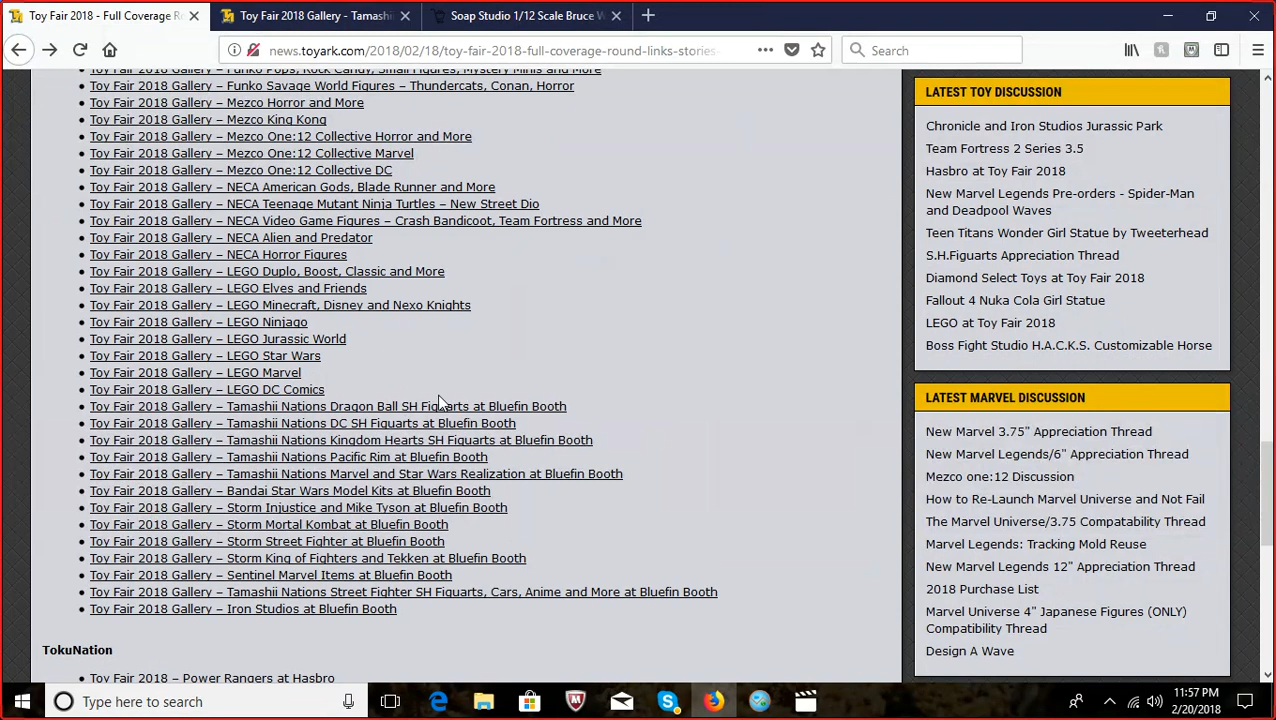 Toy Fair 2018 - Full Coverage R
Toy Fair 2018 Gallery - Tamashi
Soap Studio 1/12 Scale Bruce W
news.toyark.com/2018/02/18/toy-fair-2018-full-coverage-round-links-stories-
Search
Toy Fair 2018 Gallery – Funko Pops, Rock Candy, Small Figures, Mystery Minis and More
Toy Fair 2018 Gallery – Funko Savage World Figures – Thundercats, Conan, Horror
Toy Fair 2018 Gallery – Mezco Horror and More
Toy Fair 2018 Gallery – Mezco King Kong
Toy Fair 2018 Gallery – Mezco One:12 Collective Horror and More
Toy Fair 2018 Gallery – Mezco One:12 Collective Marvel
Toy Fair 2018 Gallery – Mezco One:12 Collective DC
Toy Fair 2018 Gallery – NECA American Gods, Blade Runner and More
Toy Fair 2018 Gallery – NECA Teenage Mutant Ninja Turtles – New Street Dio
Toy Fair 2018 Gallery – NECA Video Game Figures – Crash Bandicoot, Team Fortress and More
Toy Fair 2018 Gallery – NECA Alien and Predator
Toy Fair 2018 Gallery – NECA Horror Figures
Toy Fair 2018 Gallery – LEGO Duplo, Boost, Classic and More
Toy Fair 2018 Gallery – LEGO Elves and Friends
Toy Fair 2018 Gallery – LEGO Minecraft, Disney and Nexo Knights
Toy Fair 2018 Gallery – LEGO Ninjago
Toy Fair 2018 Gallery – LEGO Jurassic World
Toy Fair 2018 Gallery – LEGO Star Wars
Toy Fair 2018 Gallery – LEGO Marvel
Toy Fair 2018 Gallery – LEGO DC Comics
Toy Fair 2018 Gallery – Tamashii Nations Dragon Ball SH Figuarts at Bluefin Booth
Toy Fair 2018 Gallery – Tamashii Nations DC SH Figuarts at Bluefin Booth
Toy Fair 2018 Gallery – Tamashii Nations Kingdom Hearts SH Figuarts at Bluefin Booth
Toy Fair 2018 Gallery – Tamashii Nations Pacific Rim at Bluefin Booth
Toy Fair 2018 Gallery – Tamashii Nations Marvel and Star Wars Realization at Bluefin Booth
Toy Fair 2018 Gallery – Bandai Star Wars Model Kits at Bluefin Booth
Toy Fair 2018 Gallery – Storm Injustice and Mike Tyson at Bluefin Booth
Toy Fair 2018 Gallery – Storm Mortal Kombat at Bluefin Booth
Toy Fair 2018 Gallery – Storm Street Fighter at Bluefin Booth
Toy Fair 2018 Gallery – Storm King of Fighters and Tekken at Bluefin Booth
Toy Fair 2018 Gallery – Sentinel Marvel Items at Bluefin Booth
Toy Fair 2018 Gallery – Tamashii Nations Street Fighter SH Figuarts, Cars, Anime and More at Bluefin Booth
Toy Fair 2018 Gallery – Iron Studios at Bluefin Booth
TokuNation
Toy Fair 2018 – Power Rangers at Hasbro
LATEST TOY DISCUSSION
Chronicle and Iron Studios Jurassic Park
Team Fortress 2 Series 3.5
Hasbro at Toy Fair 2018
New Marvel Legends Pre-orders - Spider-Man
and Deadpool Waves
Teen Titans Wonder Girl Statue by Tweeterhead
S.H.Figuarts Appreciation Thread
Diamond Select Toys at Toy Fair 2018
Fallout 4 Nuka Cola Girl Statue
LEGO at Toy Fair 2018
Boss Fight Studio H.A.C.K.S. Customizable Horse
LATEST MARVEL DISCUSSION
New Marvel 3.75" Appreciation Thread
New Marvel Legends/6" Appreciation Thread
Mezco one:12 Discussion
How to Re-Launch Marvel Universe and Not Fail
The Marvel Universe/3.75 Compatability Thread
Marvel Legends: Tracking Mold Reuse
New Marvel Legends 12" Appreciation Thread
2018 Purchase List
Marvel Universe 4" Japanese Figures (ONLY)
Compatibility Thread
Design A Wave
Type here to search
11:57 PM
2/20/2018